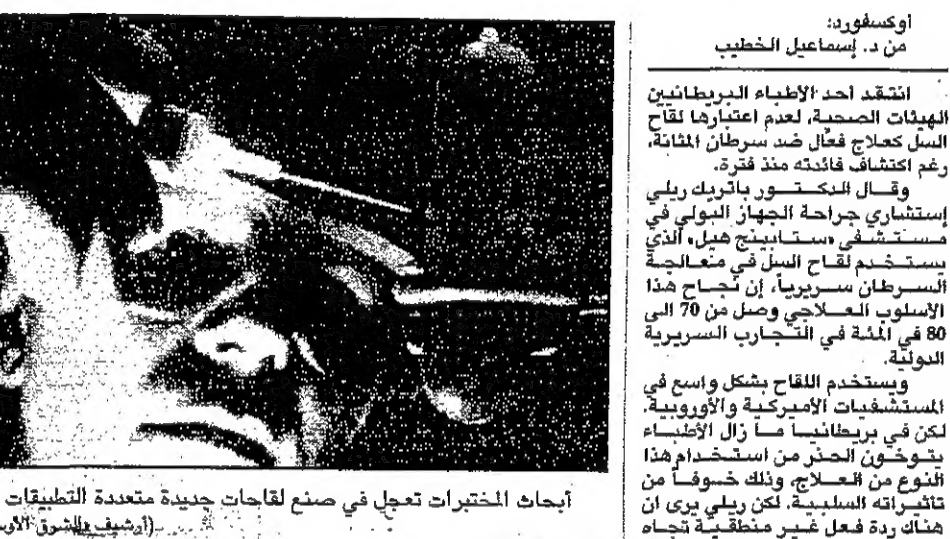 أوكسفورد:
من د. إسماعيل الخطيب
انتقد أحد الأطباء البريطانيين
الهيئات الصحية، لعدم اعتبارها لقاح
السل كعلاج فعّال ضد سرطان المثانة،
رغم اكتشاف فائدته منذ فترة.
وقال الدكتور باتريك ريلي
إستشاري جراحة الجهاز البولي في
مستشفى «ستابينج هيل» الذي
يستخدم لقاح السل في معالجة
السرطان سريرياً، إن نجاح هذا
الأسلوب العلاجي وصل من 70 الى
80 في المئة في التجارب السريرية
الدولية.
ويستخدم اللقاح بشكل واسع في
المستشفيات الأميركية والأوروبية.
لكن في بريطانيا ما زال الأطباء
يتوخون الحذر من استخدام هذا
النوع من العلاج، وذلك خوفاً من
تأثيراته السلبية. لكن ريلي يرى ان
هناك ردة فعل غير منطقية تجاه
أبحاث المختبرات تعجل في صنع لقاحات جديدة متعددة التطبيقات
(أرشيف «الشرق الأوس